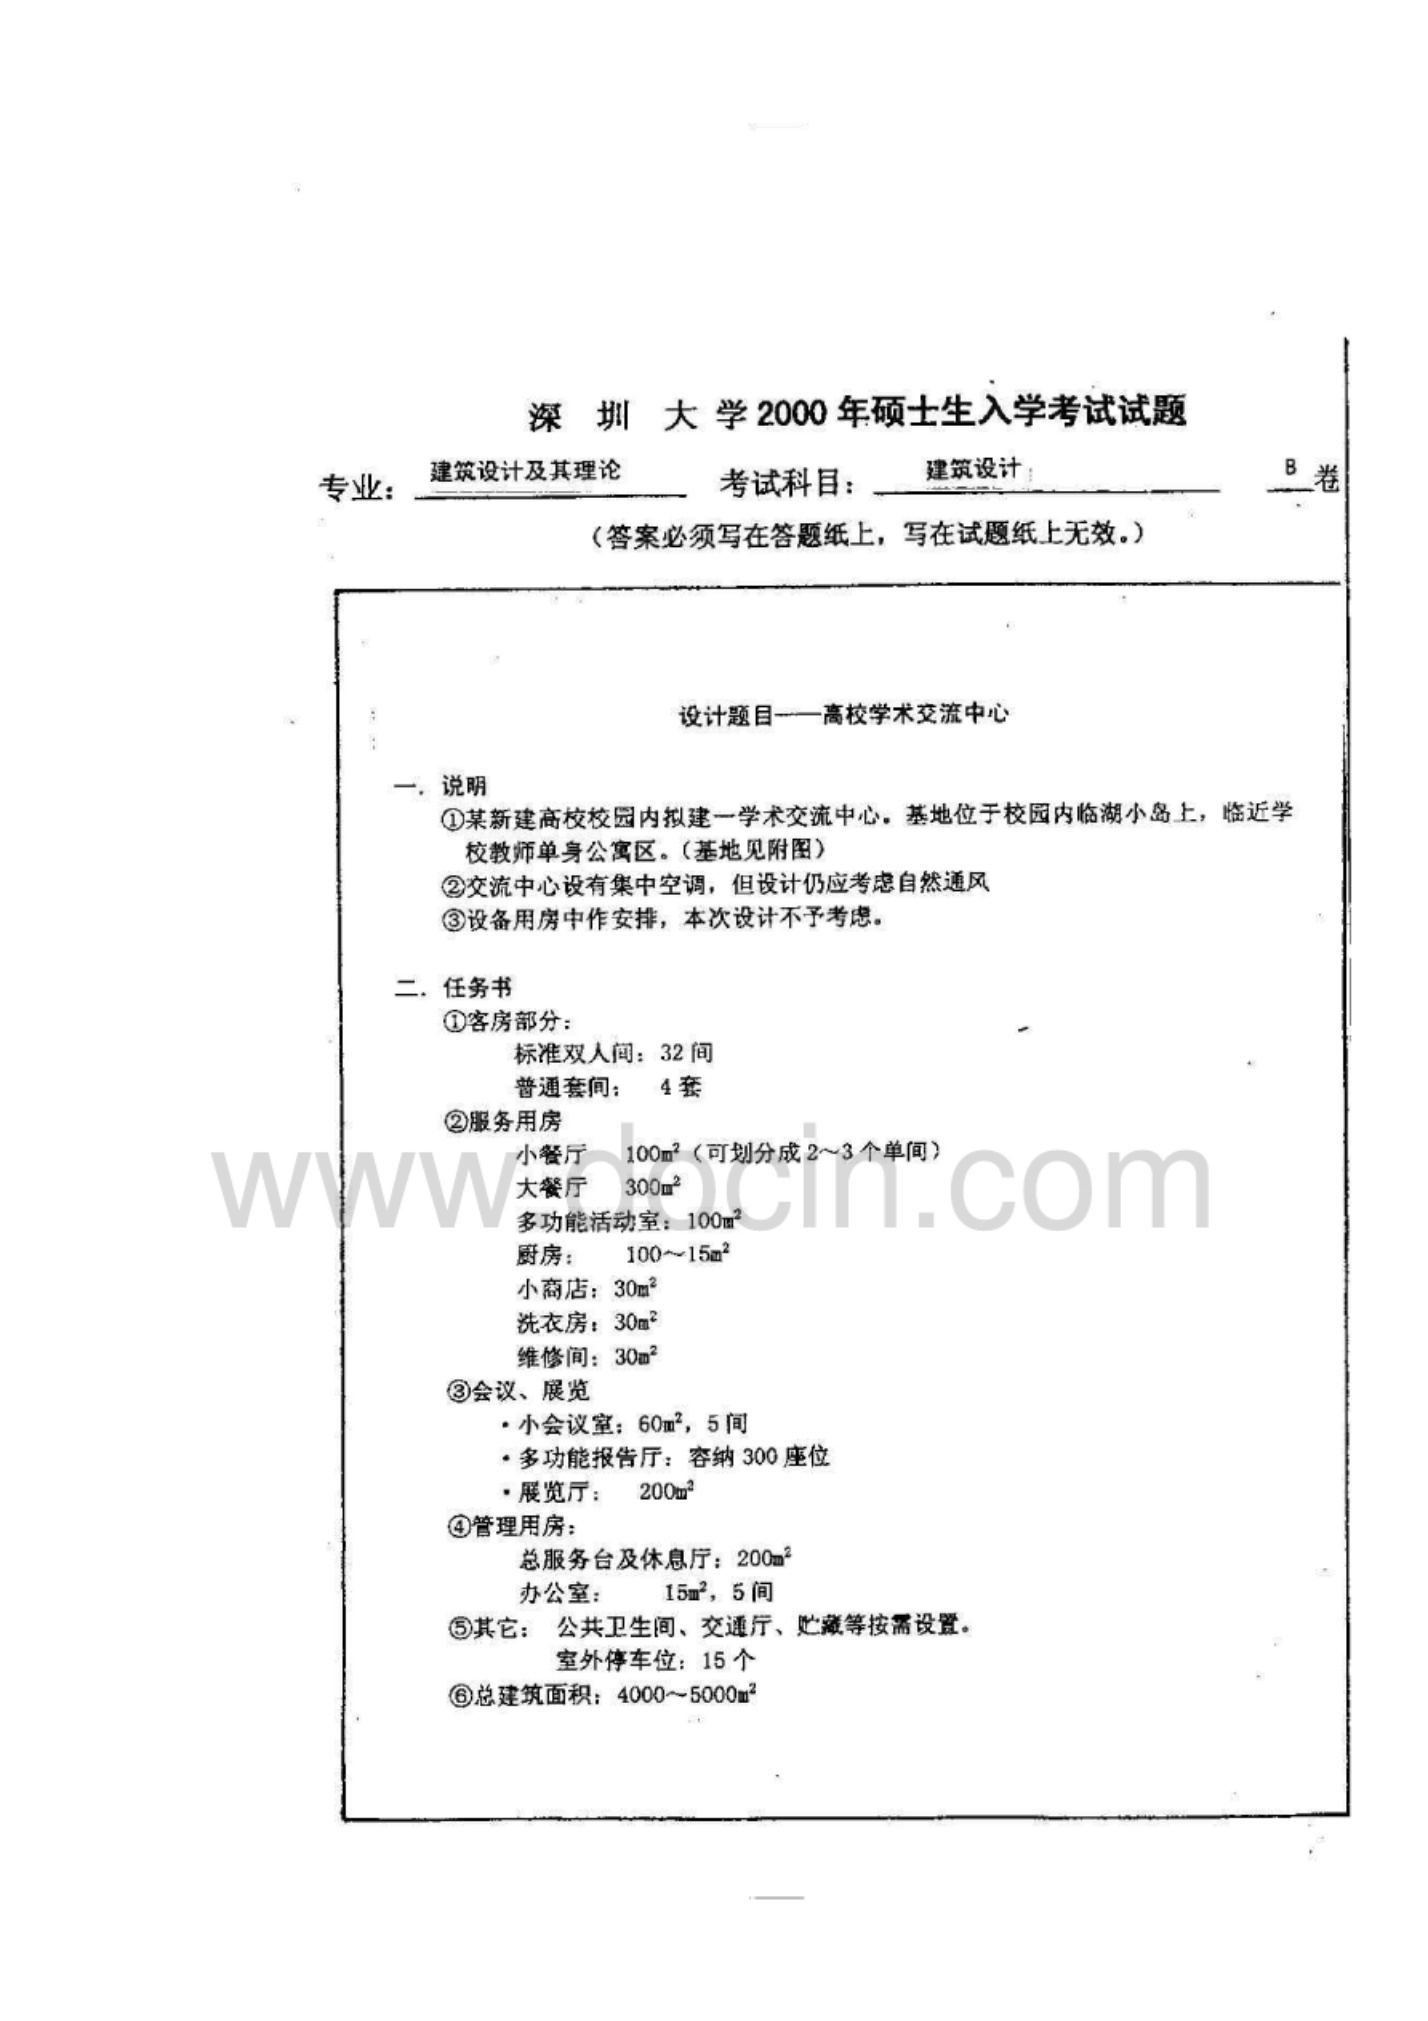 深 圳 大 学 2000 年硕士生入学考试试题
专业： 建筑设计及其理论 考试科目： 建筑设计 B 卷
（答案必须写在答题纸上，写在试题纸上无效。）
设计题目——高校学术交流中心
一．说明
①某新建高校校园内拟建一学术交流中心。基地位于校园内临湖小岛上，临近学
校教师单身公寓区。（基地见附图）
②交流中心设有集中空调，但设计仍应考虑自然通风
③设备用房中作安排，本次设计不予考虑。
二．任务书
①客房部分：
标准双人间：32 间
普通套间： 4 套
②服务用房
小餐厅 100m²（可划分成 2～3 个单间）
大餐厅 300m²
多功能活动室：100m²
厨房： 100～15m²
小商店：30m²
洗衣房：30m²
维修间：30m²
③会议、展览
·小会议室：60m²，5 间
·多功能报告厅：容纳 300 座位
·展览厅： 200m²
④管理用房：
总服务台及休息厅：200m²
办公室： 15m²，5 间
⑤其它： 公共卫生间、交通厅、贮藏等按需设置。
室外停车位：15 个
⑥总建筑面积：4000～5000m²
www.docin.com